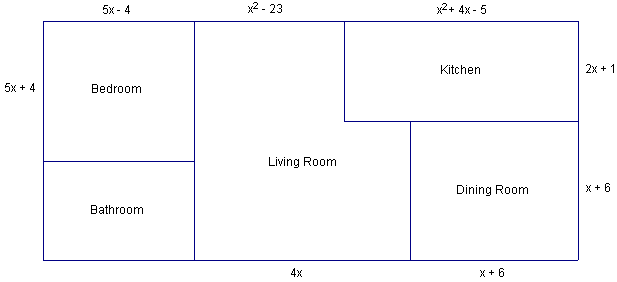 5x - 4 x² - 23 x² + 4x - 5
5x + 4 Bedroom Kitchen 2x + 1
Living Room
Bathroom Dining Room x + 6
4x x + 6